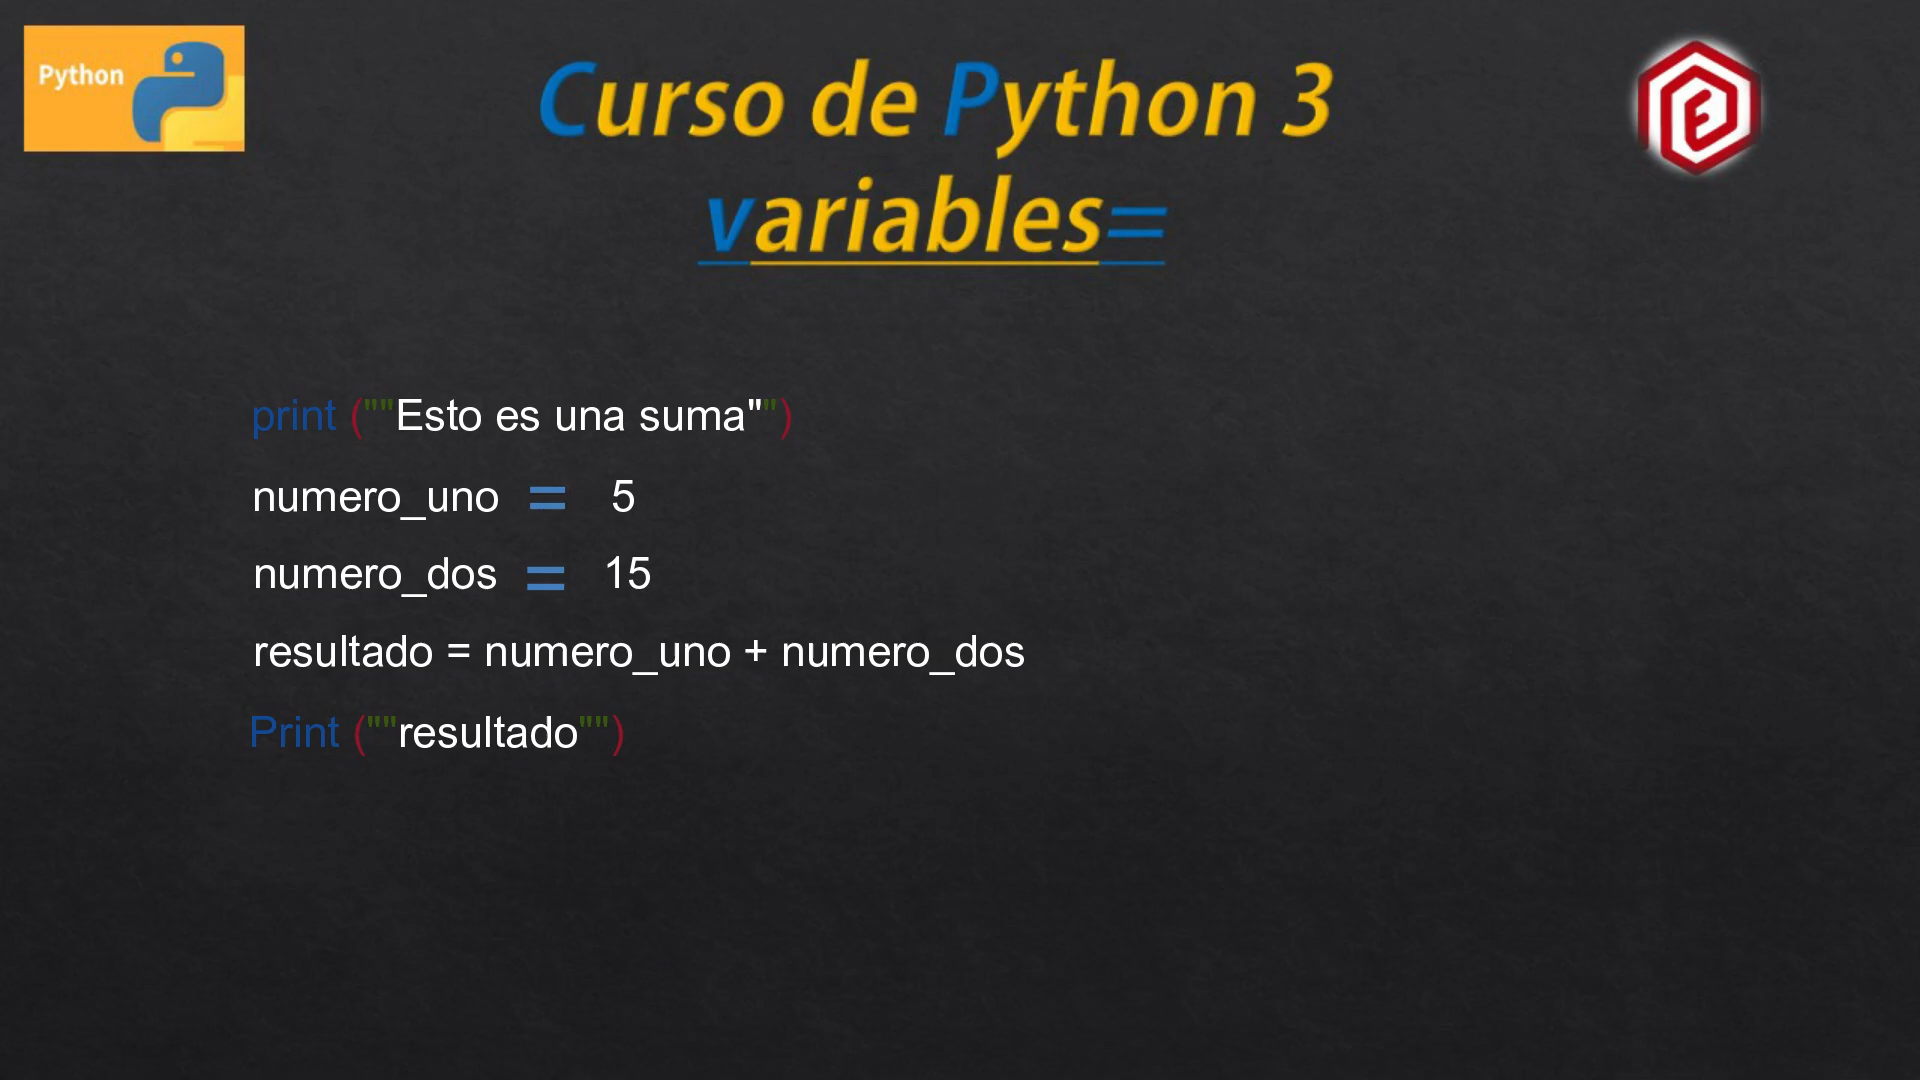 Python
Curso de Python 3
variables=
print (""Esto es una suma"")
numero_uno = 5
numero_dos = 15
resultado = numero_uno + numero_dos
Print (""resultado"")